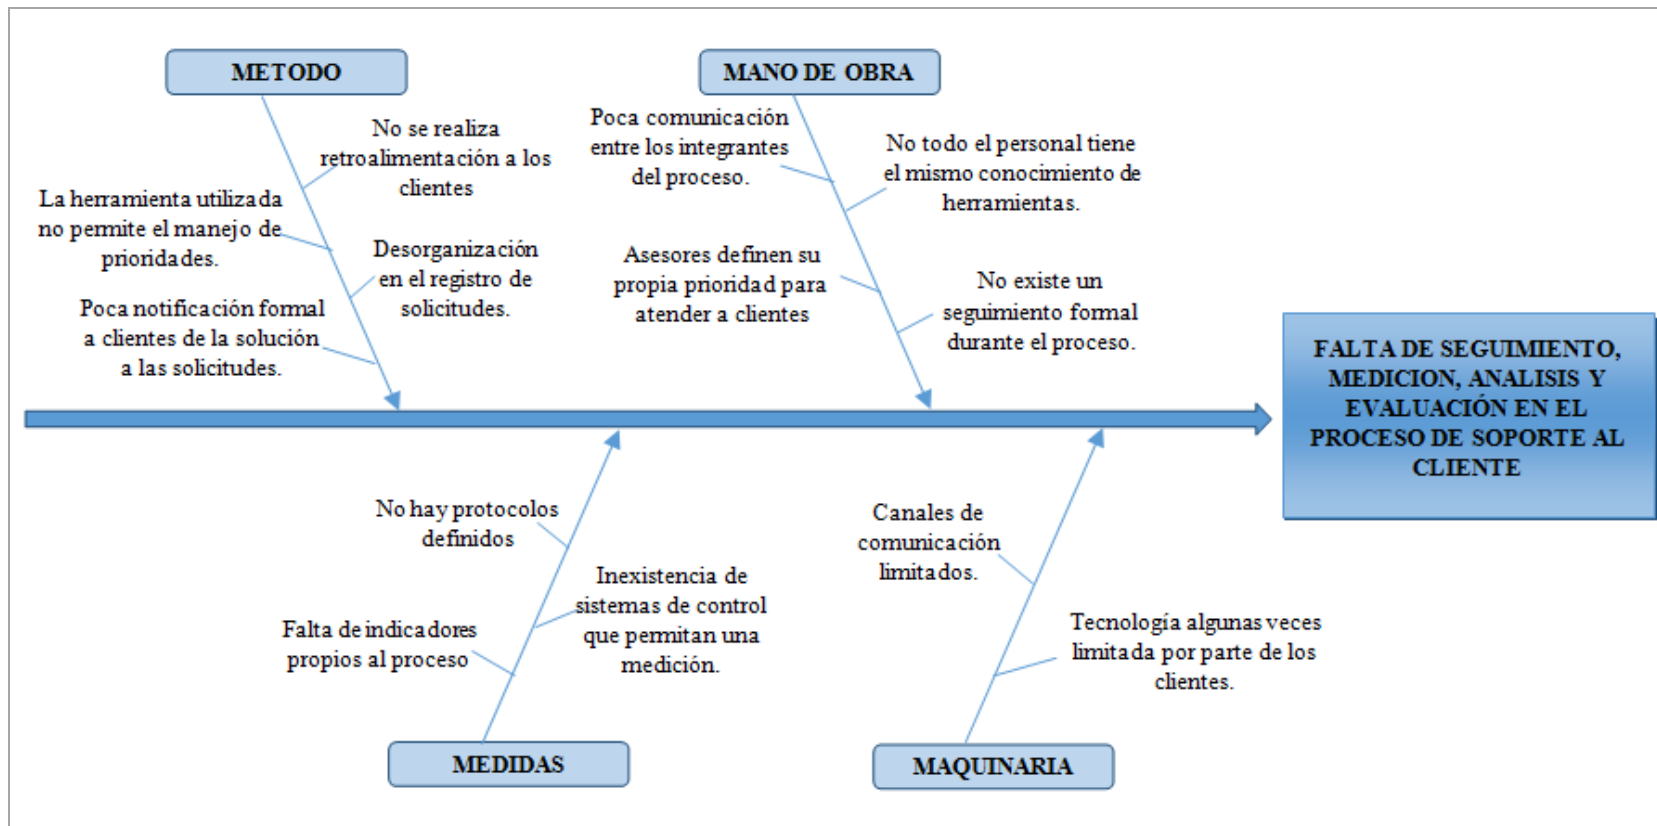 METODO
MANO DE OBRA
No se realiza
retroalimentación a los
clientes
La herramienta utilizada
no permite el manejo de
prioridades.
Desorganización
en el registro de
solicitudes.
Poca notificación formal
a clientes de la solución
a las solicitudes.
Poca comunicación
entre los integrantes
del proceso.
No todo el personal tiene
el mismo conocimiento de
herramientas.
Asesores definen su
propia prioridad para
atender a clientes
No existe un
seguimiento formal
durante el proceso.
FALTA DE SEGUIMIENTO,
MEDICION, ANALISIS Y
EVALUACIÓN EN EL
PROCESO DE SOPORTE AL
CLIENTE
No hay protocolos
definidos
Inexistencia de
sistemas de control
que permitan una
medición.
Falta de indicadores
propios al proceso
Canales de
comunicación
limitados.
Tecnología algunas veces
limitada por parte de los
clientes.
MEDIDAS
MAQUINARIA